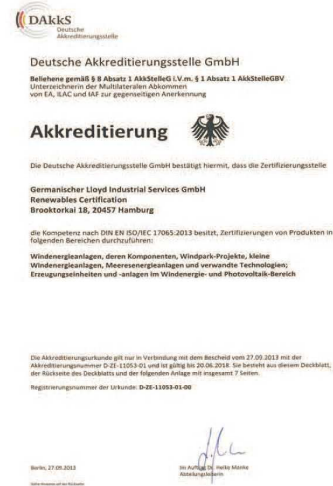 DAkkS
Deutsche
Akkreditierungsstelle
Deutsche Akkreditierungsstelle GmbH
Beliehene gemäß § 8 Absatz 1 AkkStelleG i.V.m. § 1 Absatz 1 AkkStelleGBV
Unterzeichnerin der Multilateralen Abkommen
von EA, ILAC und IAF zur gegenseitigen Anerkennung
Akkreditierung
Die Deutsche Akkreditierungsstelle GmbH bestätigt hiermit, dass die Zertifizierungsstelle
Germanischer Lloyd Industrial Services GmbH
Renewables Certification
Brooktorkai 18, 20457 Hamburg
die Kompetenz nach DIN EN ISO/IEC 17065:2013 besitzt, Zertifizierungen von Produkten in
folgenden Bereichen durchzuführen:
Windenergieanlagen, deren Komponenten, Windpark-Projekte, kleine
Windenergieanlagen, Meeresenergieanlagen und verwandte Technologien;
Erzeugungseinheiten und -anlagen im Windenergie- und Photovoltaik-Bereich
Die Akkreditierungsurkunde gilt nur in Verbindung mit dem Bescheid vom 27.09.2013 mit der
Akkreditierungsnummer D-ZE-11053-01 und ist gültig bis 20.06.2018. Sie besteht aus diesem Deckblatt,
der Rückseite des Deckblatts und der folgenden Anlage mit insgesamt 7 Seiten.
Registrierungsnummer der Urkunde: D-ZE-11053-01-00
Berlin, 27.09.2013
Im Auftrag Dr. Heike Manke
Abteilungsleiterin